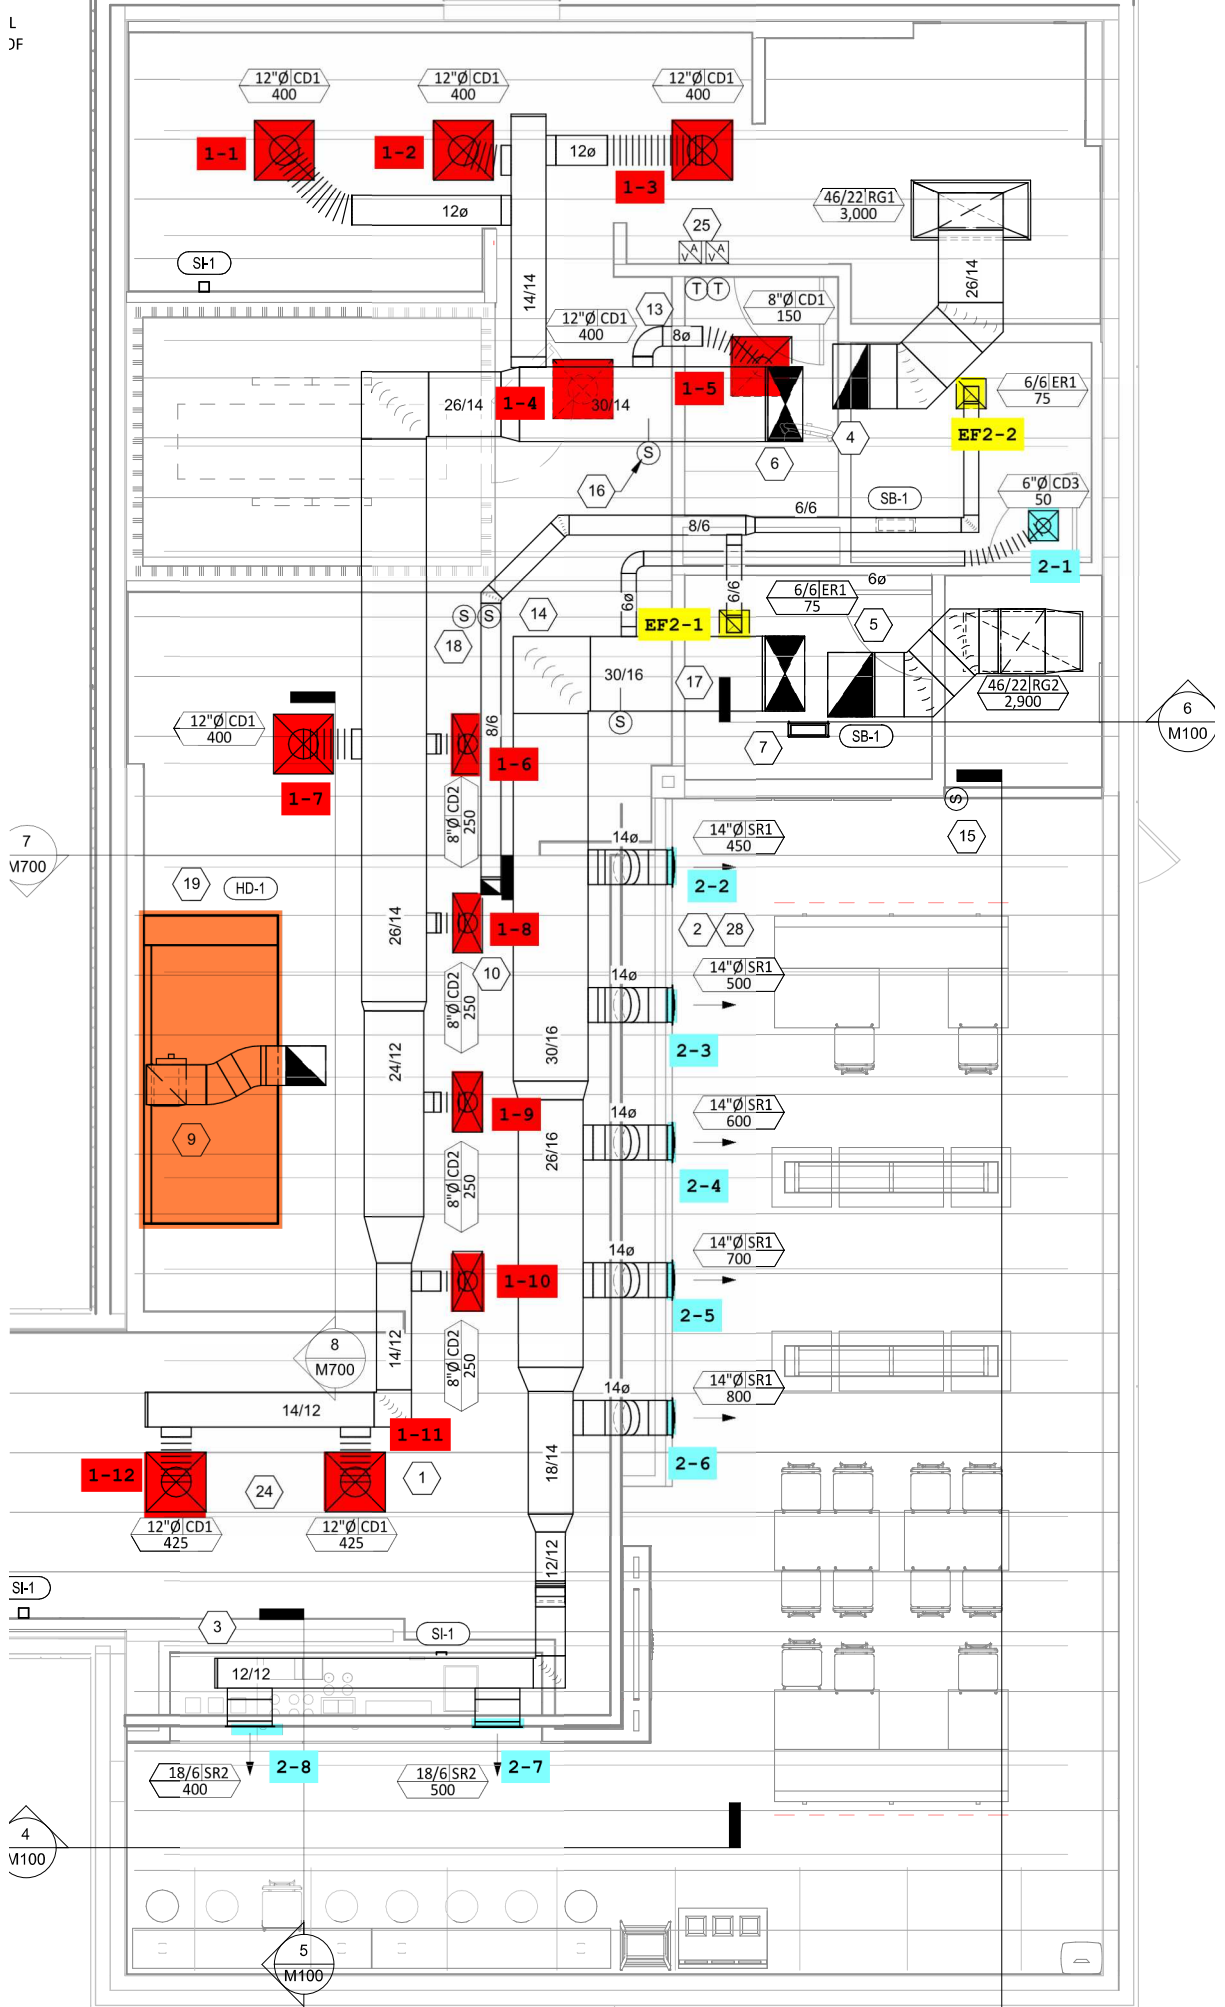 L
OF
12"Ø CD1
400
12"Ø CD1
400
12"Ø CD1
400
1-1
1-2
1-3
12ø
12ø
46/22 RG1
3,000
25
A
V
A
V
SI-1
T
T
14/14
26/14
12"Ø CD1
400
13
8ø
8"Ø CD1
150
6/6 ER1
75
26/14
1-4
30/14
1-5
EF2-2
4
S
6
16
6"Ø CD3
50
SB-1
6/6
8/6
2-1
6ø
6/6
6ø
6/6 ER1
75
S
S
14
EF2-1
5
18
30/16
17
46/22 RG2
2,900
6
M100
12"Ø CD1
400
8/6
S
SB-1
7
1-6
1-7
8"Ø CD2
250
S
14ø
14"Ø SR1
450
15
7
M700
2-2
19
HD-1
26/14
1-8
2
28
10
14ø
14"Ø SR1
500
8"Ø CD2
250
24/12
30/16
2-3
9
1-9
14ø
14"Ø SR1
600
26/16
8"Ø CD2
250
2-4
14ø
14"Ø SR1
700
1-10
2-5
8
M700
14/12
8"Ø CD2
250
14ø
14"Ø SR1
800
14/12
1-11
2-6
1-12
24
1
18/14
12"Ø CD1
425
12"Ø CD1
425
12/12
SI-1
3
SI-1
12/12
2-8
2-7
18/6 SR2
400
18/6 SR2
500
4
M100
5
M100